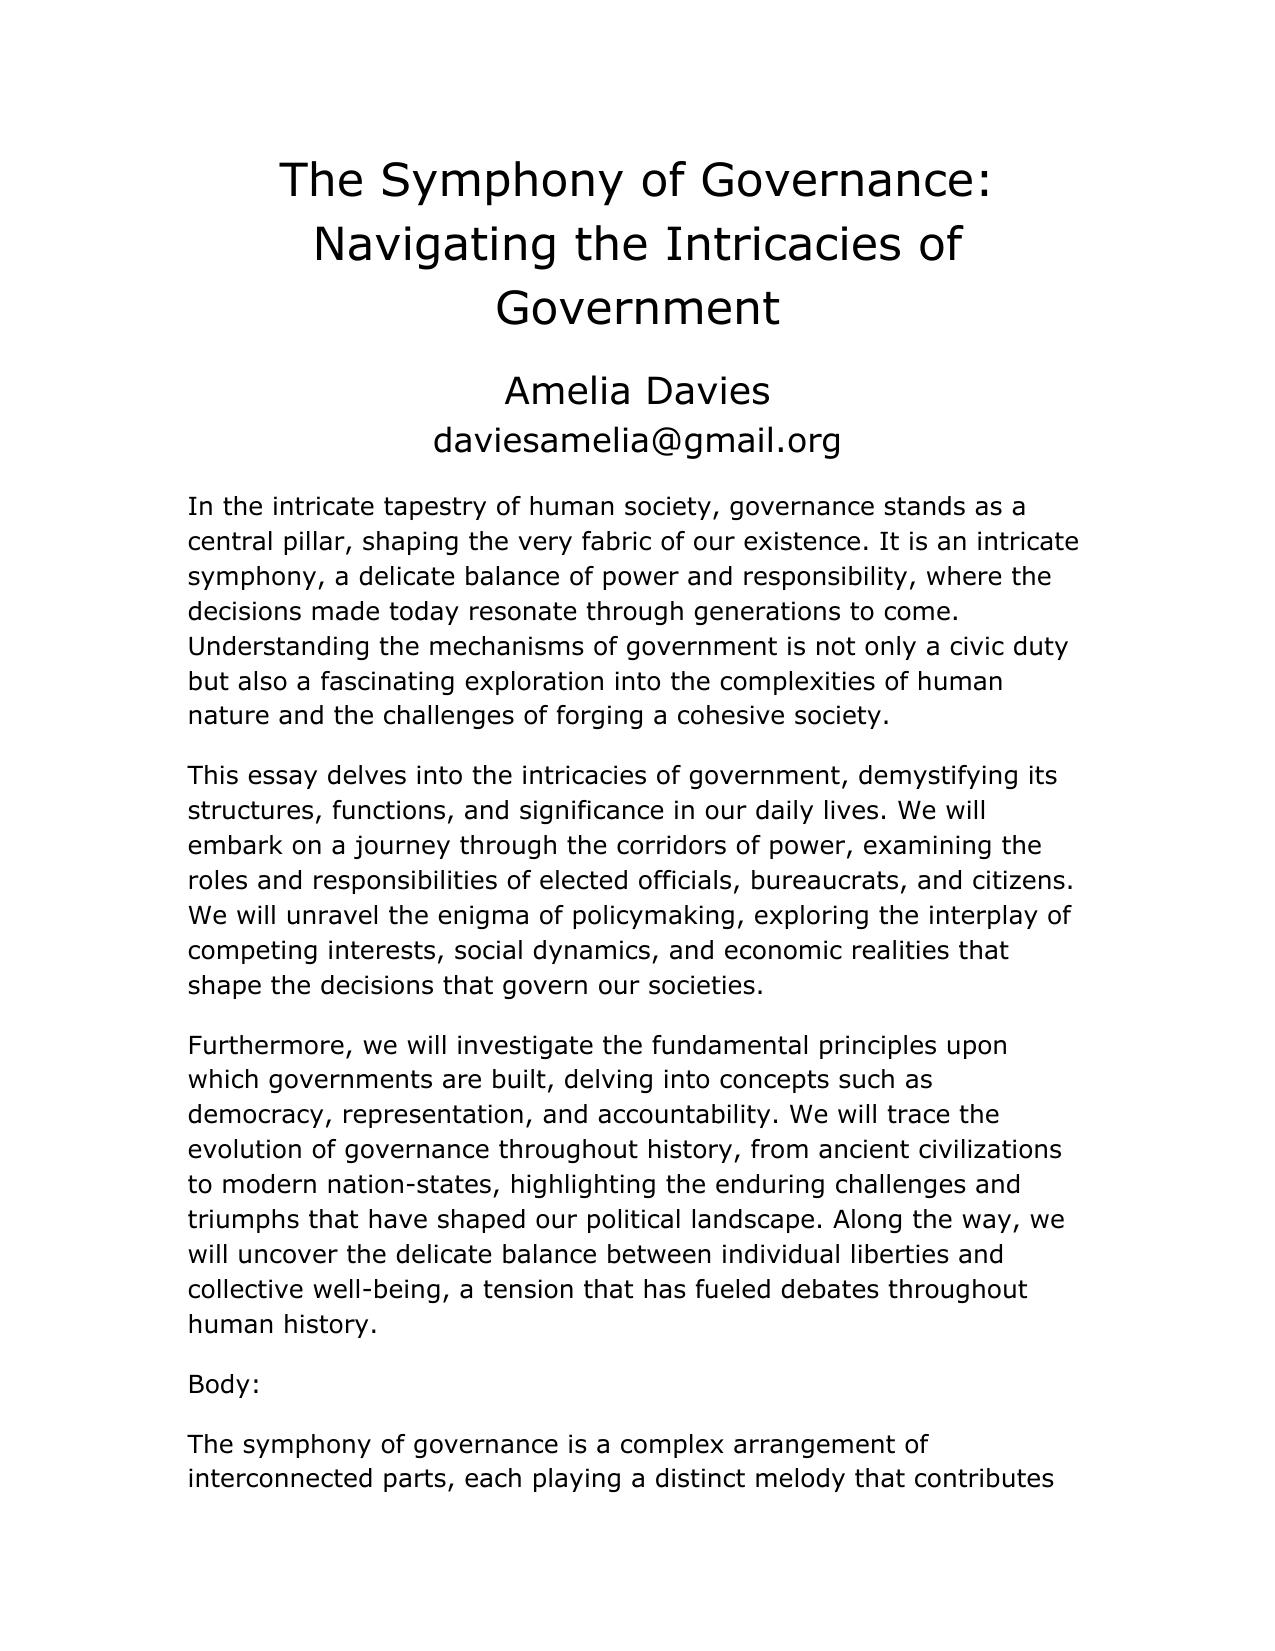 The Symphony of Governance:
Navigating the Intricacies of
Government
Amelia Davies
daviesamelia@gmail.org
In the intricate tapestry of human society, governance stands as a
central pillar, shaping the very fabric of our existence. It is an intricate
symphony, a delicate balance of power and responsibility, where the
decisions made today resonate through generations to come.
Understanding the mechanisms of government is not only a civic duty
but also a fascinating exploration into the complexities of human
nature and the challenges of forging a cohesive society.
This essay delves into the intricacies of government, demystifying its
structures, functions, and significance in our daily lives. We will
embark on a journey through the corridors of power, examining the
roles and responsibilities of elected officials, bureaucrats, and citizens.
We will unravel the enigma of policymaking, exploring the interplay of
competing interests, social dynamics, and economic realities that
shape the decisions that govern our societies.
Furthermore, we will investigate the fundamental principles upon
which governments are built, delving into concepts such as
democracy, representation, and accountability. We will trace the
evolution of governance throughout history, from ancient civilizations
to modern nation-states, highlighting the enduring challenges and
triumphs that have shaped our political landscape. Along the way, we
will uncover the delicate balance between individual liberties and
collective well-being, a tension that has fueled debates throughout
human history.
Body:
The symphony of governance is a complex arrangement of
interconnected parts, each playing a distinct melody that contributes